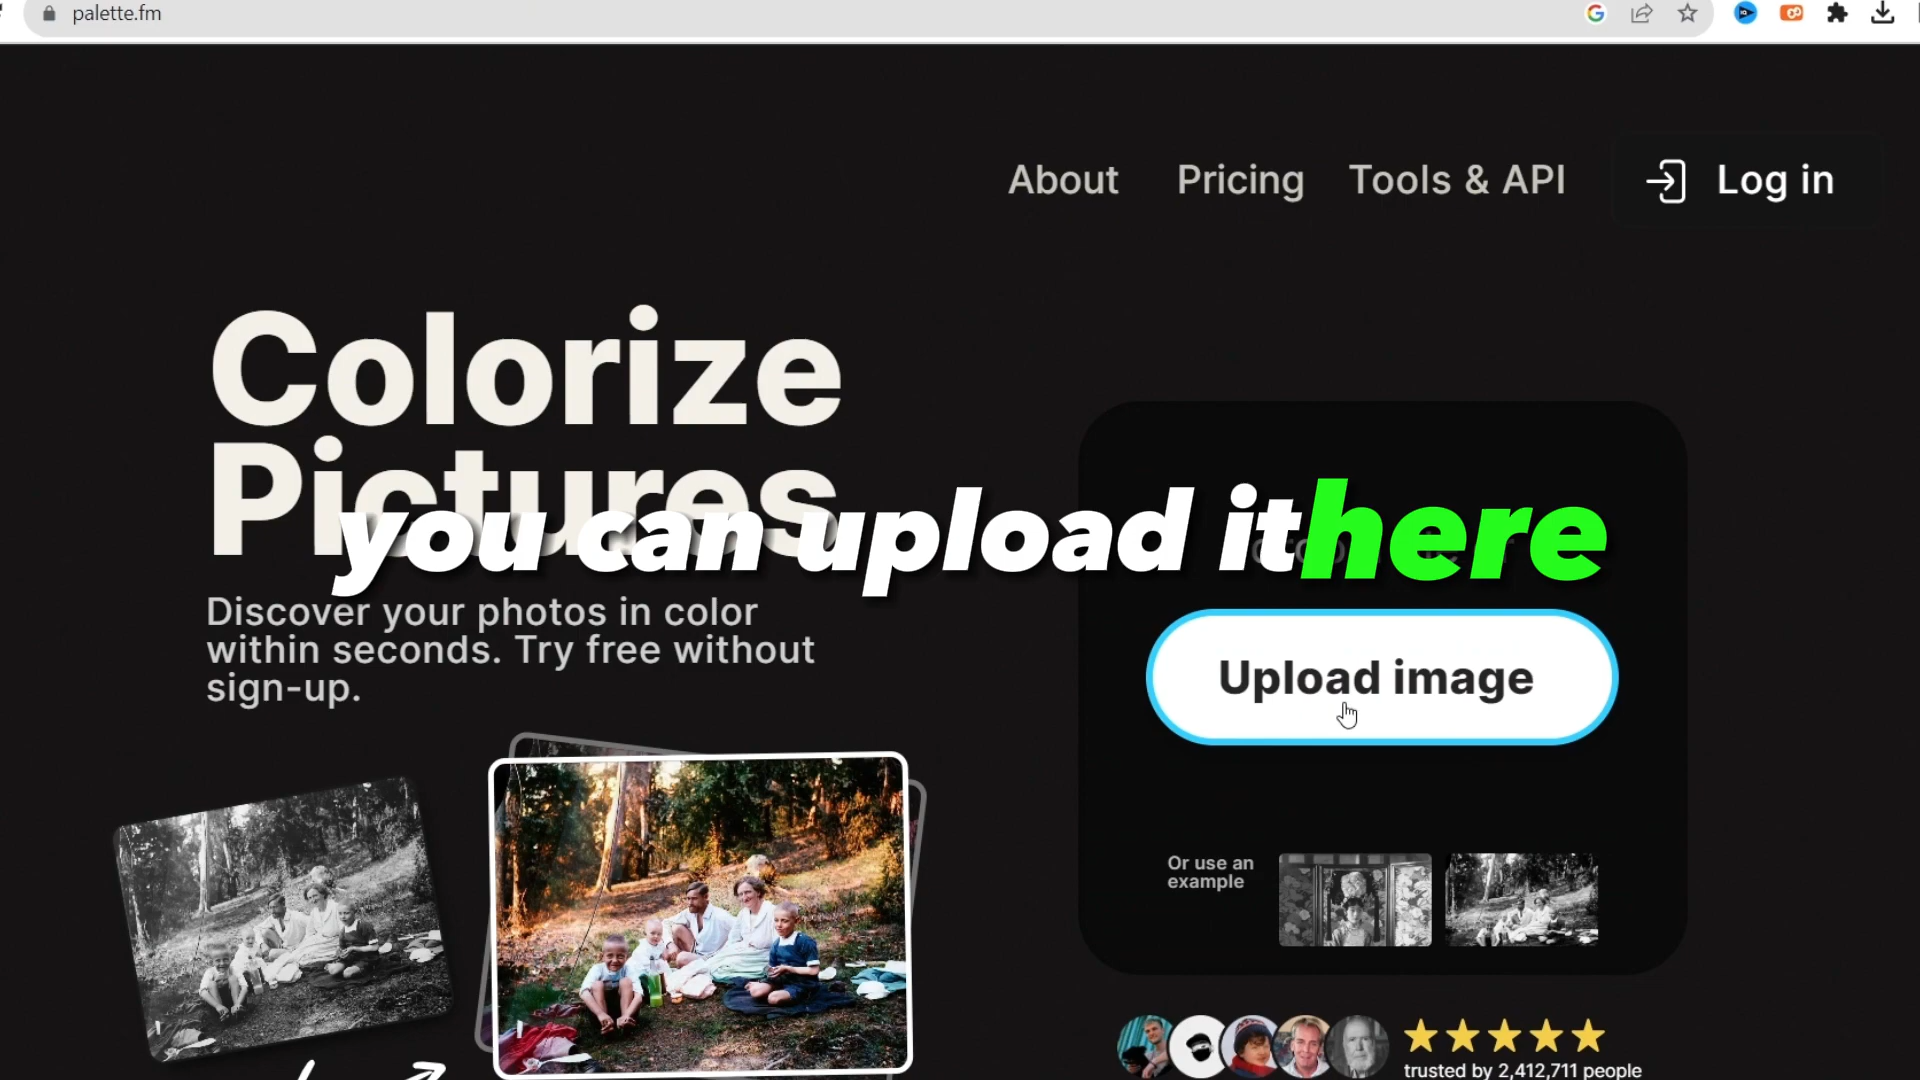 palette.fm
About Pricing Tools & API Log in
Colorize
Pictures
you can upload it here
Discover your photos in color
within seconds. Try free without
sign-up.
Upload image
Or use an
example
trusted by 2,412,711 people